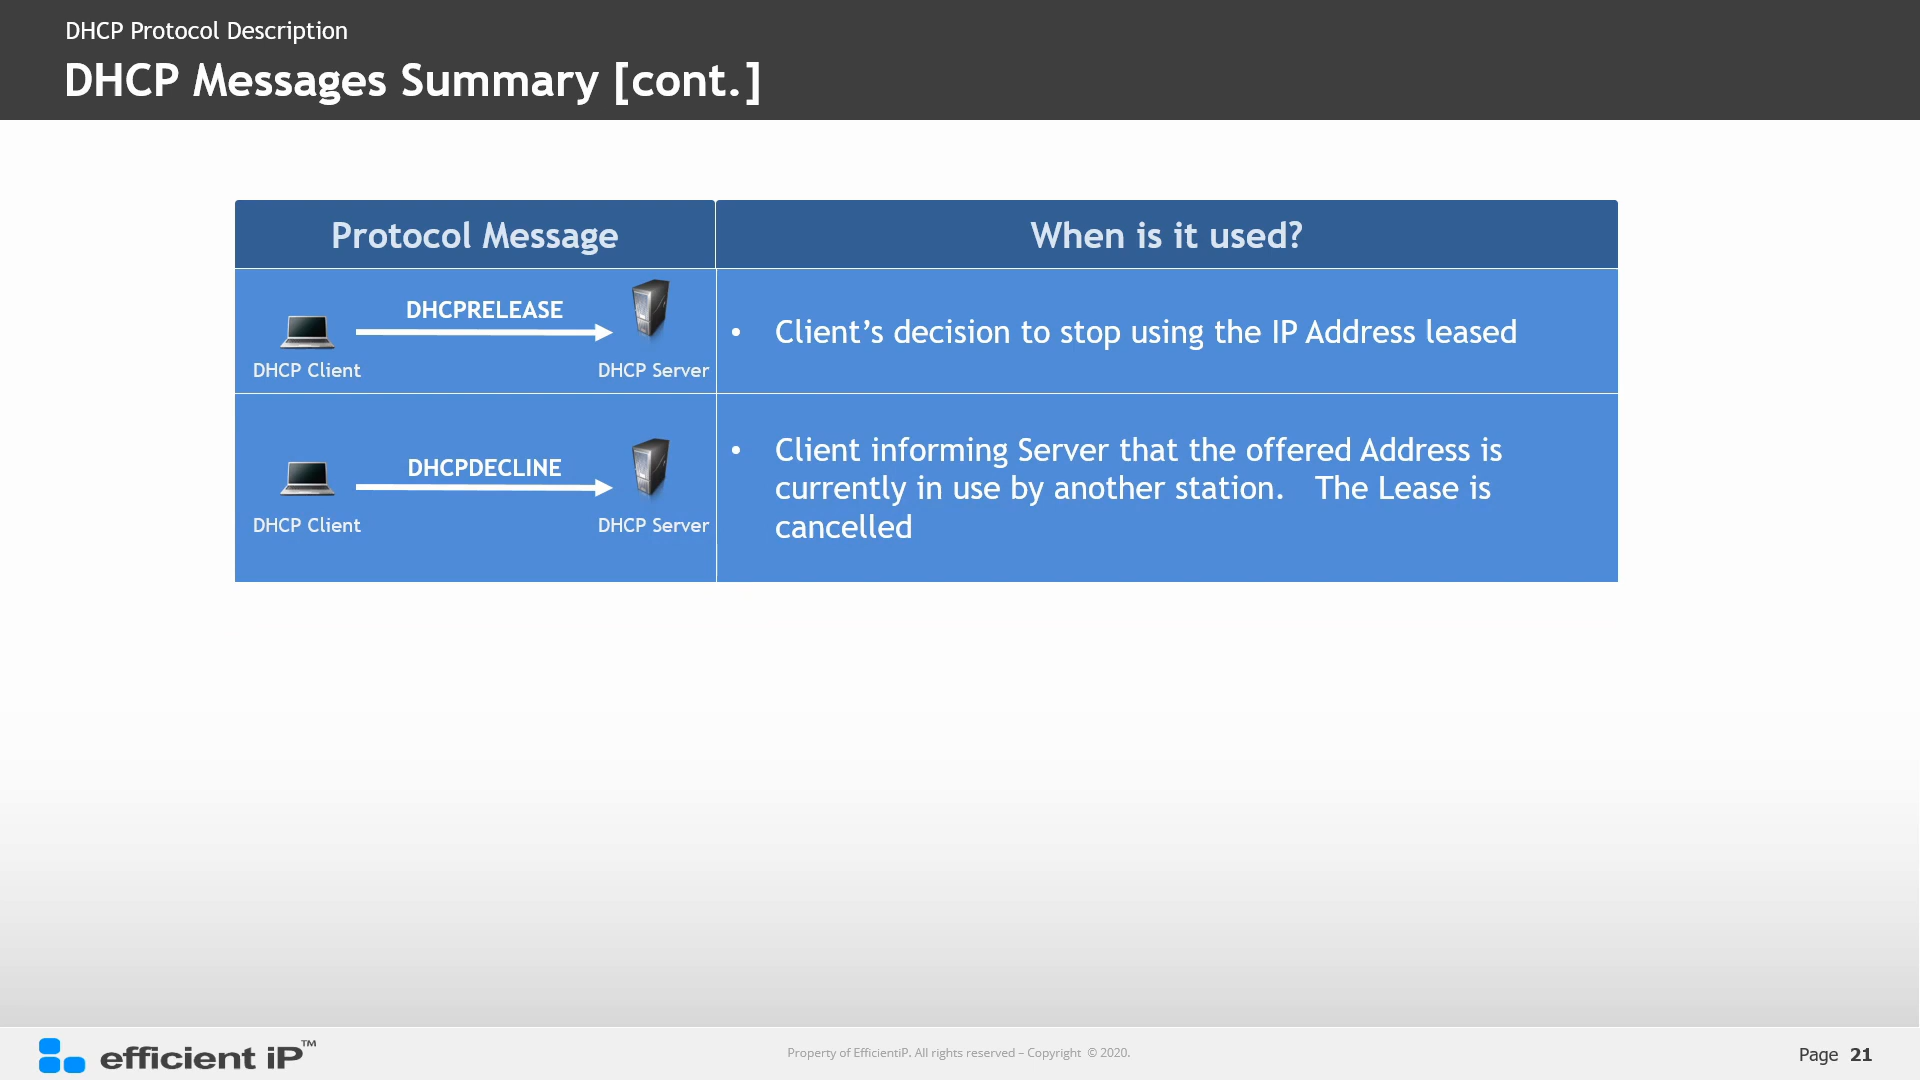 DHCP Protocol Description
DHCP Messages Summary [cont.]
Protocol Message
When is it used?
DHCPRELEASE
DHCP Client
DHCP Server
• Client’s decision to stop using the IP Address leased
DHCPDECLINE
DHCP Client
DHCP Server
• Client informing Server that the offered Address is
currently in use by another station. The Lease is
cancelled
efficient iP™
Property of EfficientiP. All rights reserved – Copyright © 2020.
Page 21